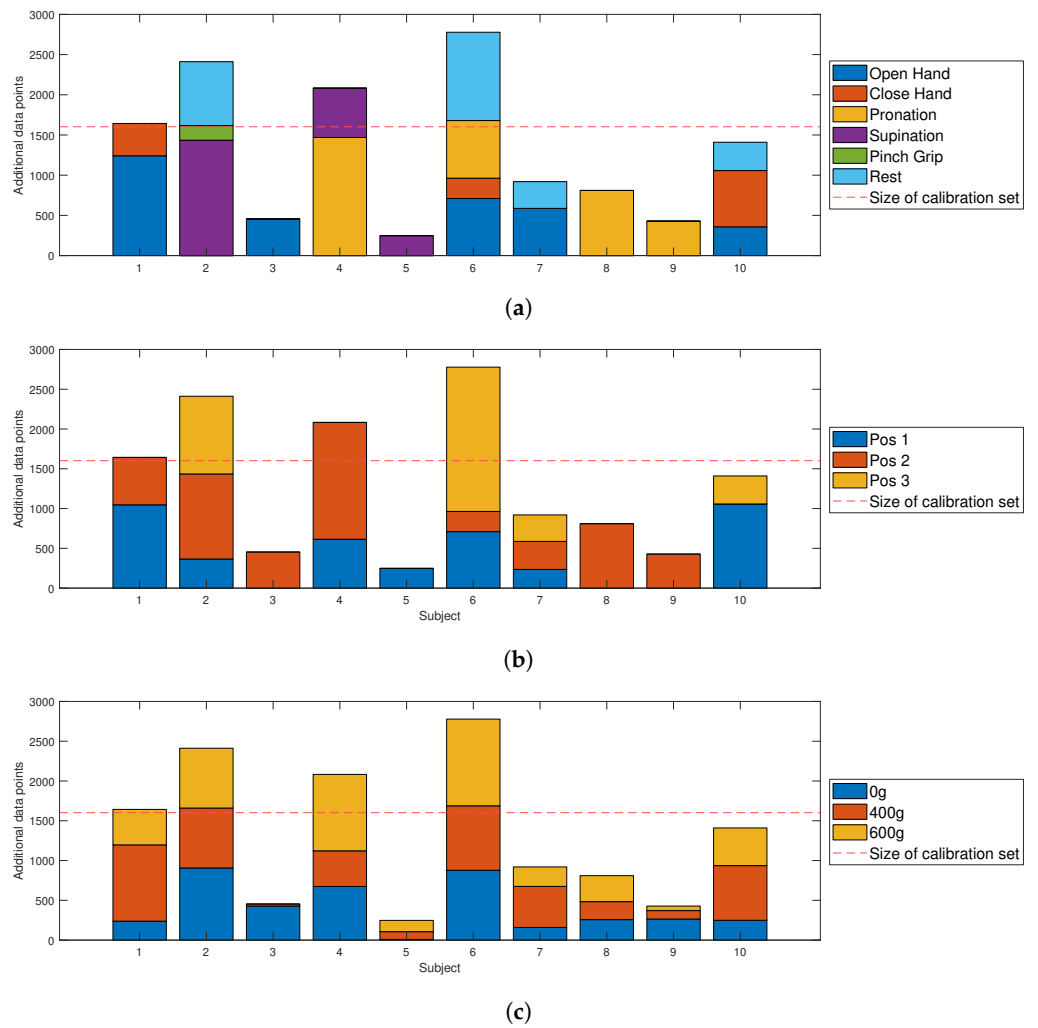 3000
2500
2000
1500
1000
500
0
Additional data points
1 2 3 4 5 6 7 8 9 10
Open Hand
Close Hand
Pronation
Supination
Pinch Grip
Rest
Size of calibration set
(a)
3000
2500
2000
1500
1000
500
0
Additional data points
1 2 3 4 5 6 7 8 9 10
Subject
Pos 1
Pos 2
Pos 3
Size of calibration set
(b)
3000
2500
2000
1500
1000
500
0
Additional data points
1 2 3 4 5 6 7 8 9 10
Subject
0g
400g
600g
Size of calibration set
(c)